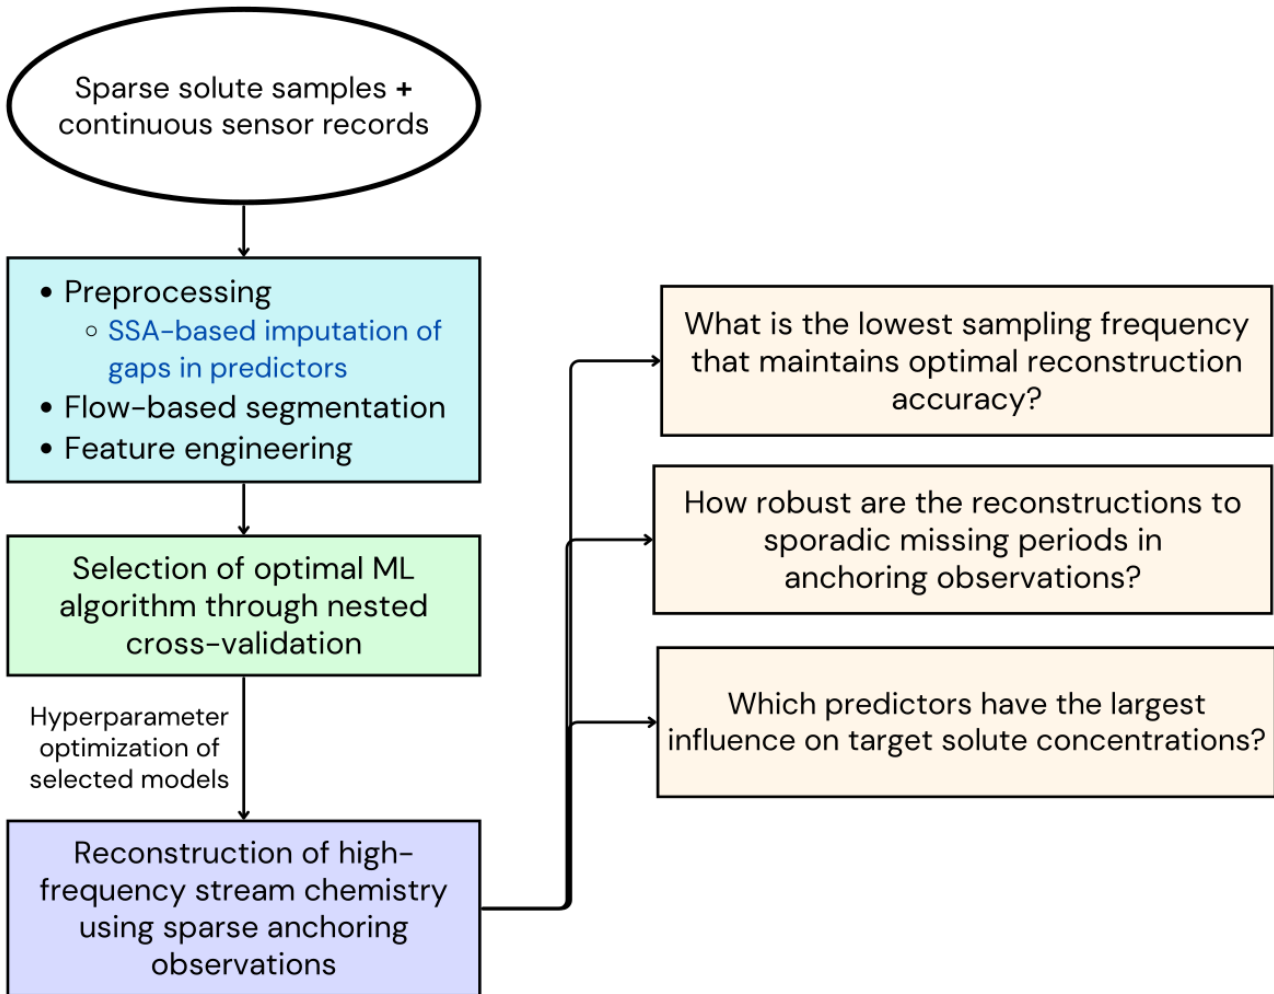 Sparse solute samples +
continuous sensor records
• Preprocessing
◦ SSA-based imputation of
gaps in predictors
• Flow-based segmentation
• Feature engineering
Selection of optimal ML
algorithm through nested
cross-validation
Hyperparameter
optimization of
selected models
Reconstruction of high-
frequency stream chemistry
using sparse anchoring
observations
What is the lowest sampling frequency
that maintains optimal reconstruction
accuracy?
How robust are the reconstructions to
sporadic missing periods in
anchoring observations?
Which predictors have the largest
influence on target solute concentrations?